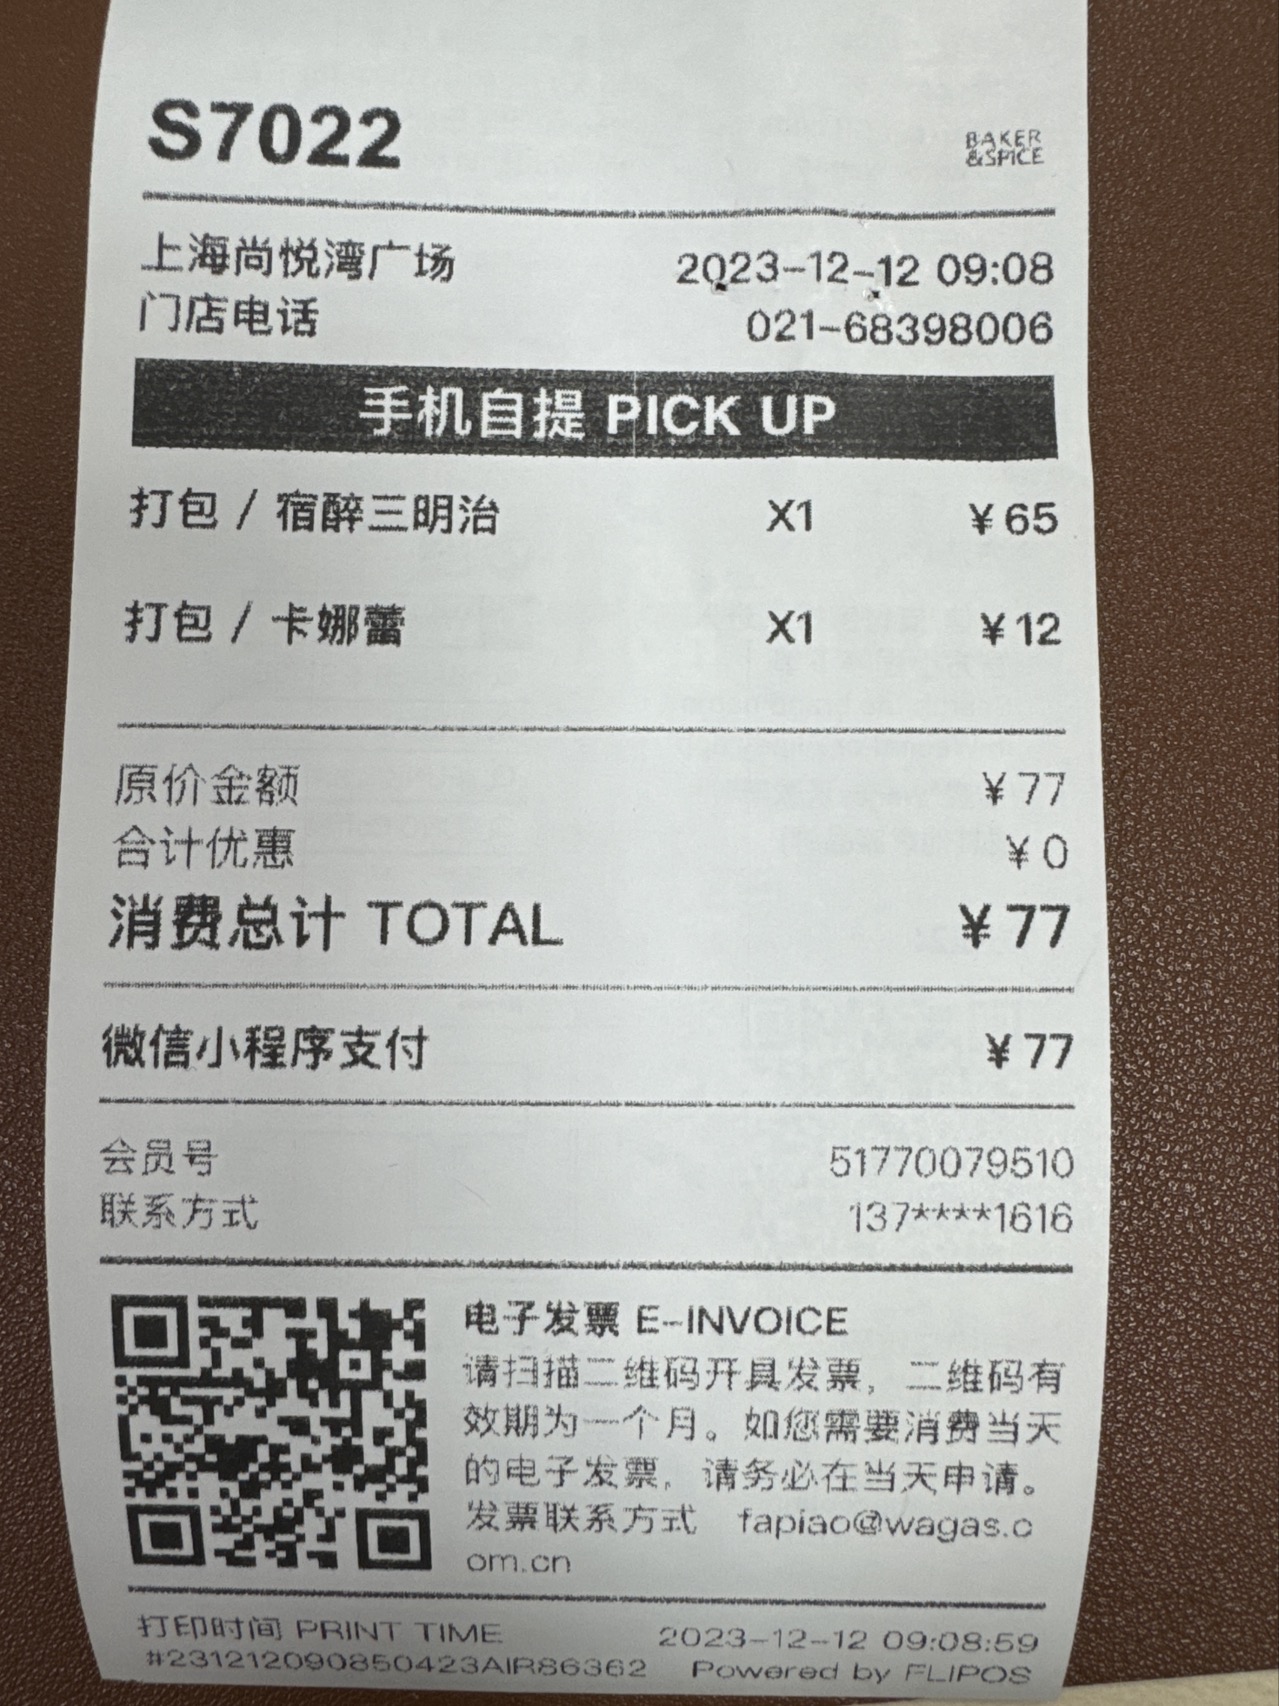 S7022
BAKER
&SPICE
上海尚悦湾广场 2023-12-12 09:08
门店电话 021-68398006
手机自提 PICK UP
打包 / 宿醉三明治 X1 ¥65
打包 / 卡娜蕾 X1 ¥12
原价金额 ¥77
合计优惠 ¥0
消费总计 TOTAL ¥77
微信小程序支付 ¥77
会员号 51770079510
联系方式 137****1616
电子发票 E-INVOICE
请扫描二维码开具发票，二维码有
效期为一个月。如您需要消费当天
的电子发票，请务必在当天申请。
发票联系方式 fapiao@wagas.c
om.cn
打印时间 PRINT TIME 2023-12-12 09:08:59
#231212090850423AIR86362 Powered by FLIPOS